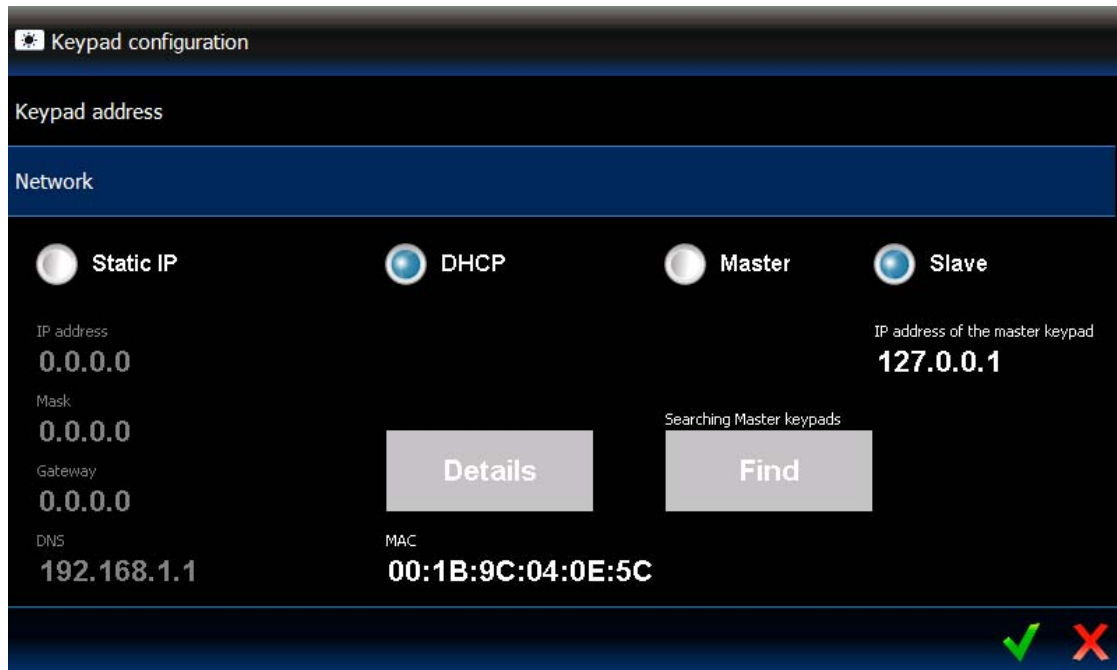 Keypad configuration
Keypad address
Network
Static IP
DHCP
Master
Slave
IP address
0.0.0.0
IP address of the master keypad
127.0.0.1
Mask
0.0.0.0
Searching Master keypads
Gateway
0.0.0.0
Details
Find
DNS
192.168.1.1
MAC
00:1B:9C:04:0E:5C